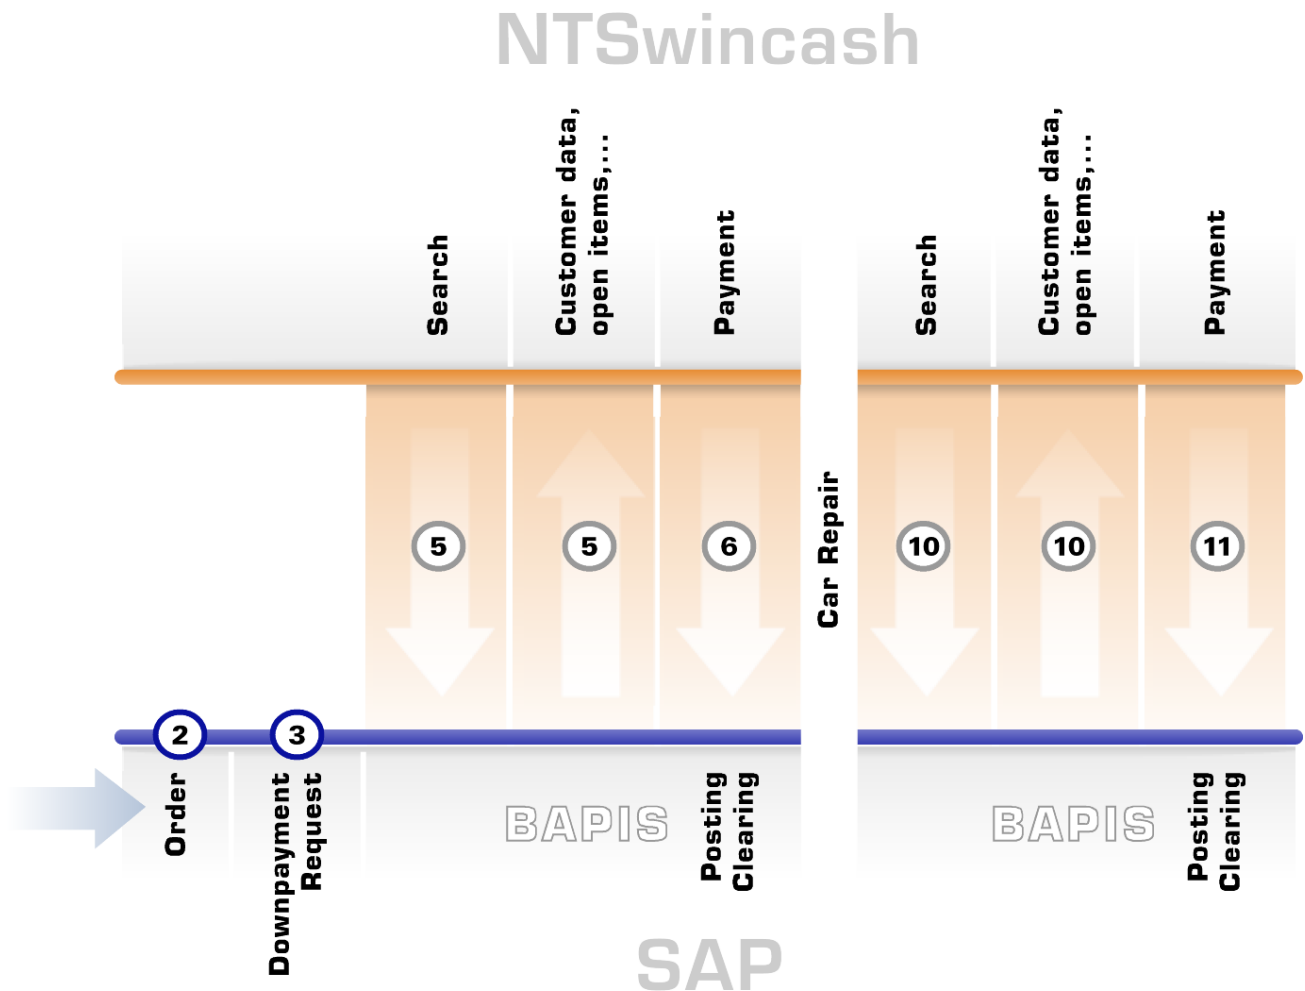 NTSwincash
Search
Customer data,
open items,...
Payment
Search
Customer data,
open items,...
Payment
5
5
6
Car Repair
10
10
11
2
3
Order
Downpayment
Request
BAPIS
Posting
Clearing
BAPIS
Posting
Clearing
SAP